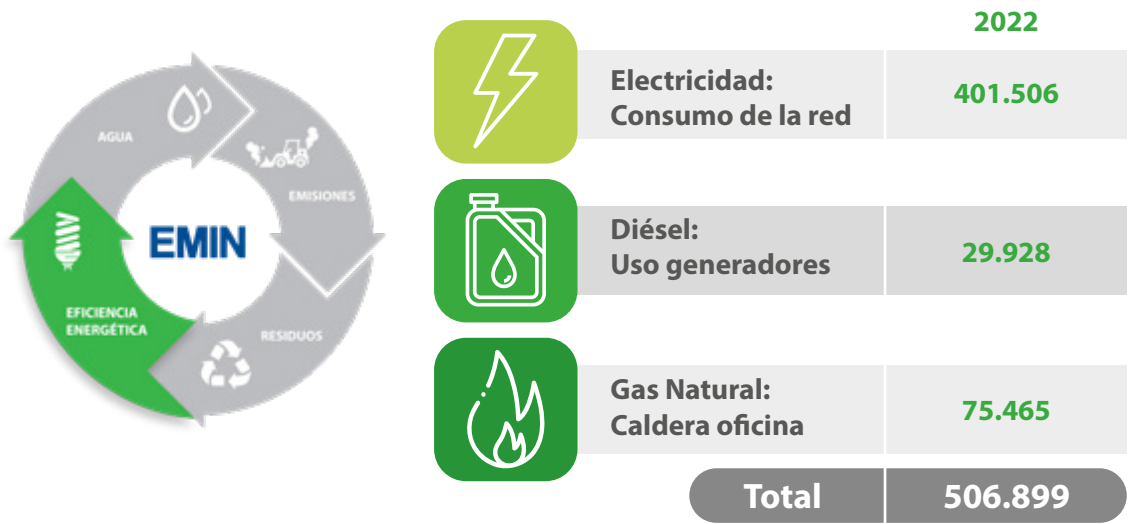 AGUA
EMISIONES
EMIN
EFICIENCIA
ENERGÉTICA
RESIDUOS
2022
Electricidad:
Consumo de la red
401.506
Diésel:
Uso generadores
29.928
Gas Natural:
Caldera oficina
75.465
Total 506.899